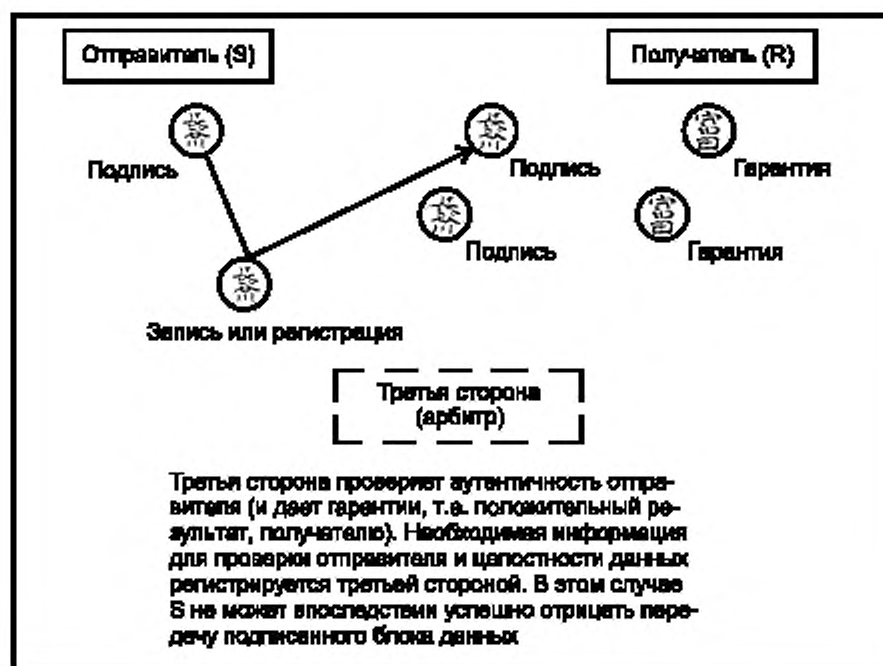 Отправитель (S)
Получатель (R)
Подпись
Подпись
Гарантия
Подпись
Гарантия
Запись или регистрация
Третья сторона
(арбитр)
Третья сторона проверяет аутентичность отпра-
вителя (и дает гарантии, т.е. положительный ре-
зультат, получателю). Необходимая информация
для проверки отправителя и целостности данных
регистрируется третьей стороной. В этом случае
S не может впоследствии успешно отрицать пере-
дачу подписанного блока данных